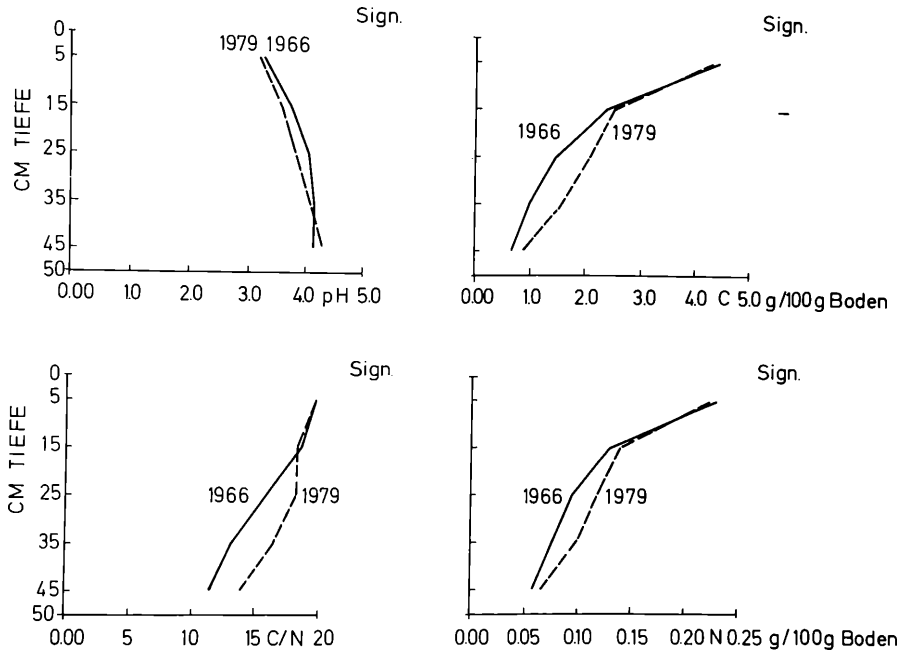 Sign.
0
5
15
25
35
45
50
CM TIEFE
1979 1966
0.00 1.0 2.0 3.0 4.0 pH 5.0
Sign.
1966
1979
–
0.00 1.0 2.0 3.0 4.0 C 5.0 g/100g Boden
Sign.
0
5
15
25
35
45
50
CM TIEFE
1966
1979
0.00 5 10 15 C/N 20
Sign.
1966
1979
0.00 0.05 0.10 0.15 0.20 N 0.25 g/100g Boden